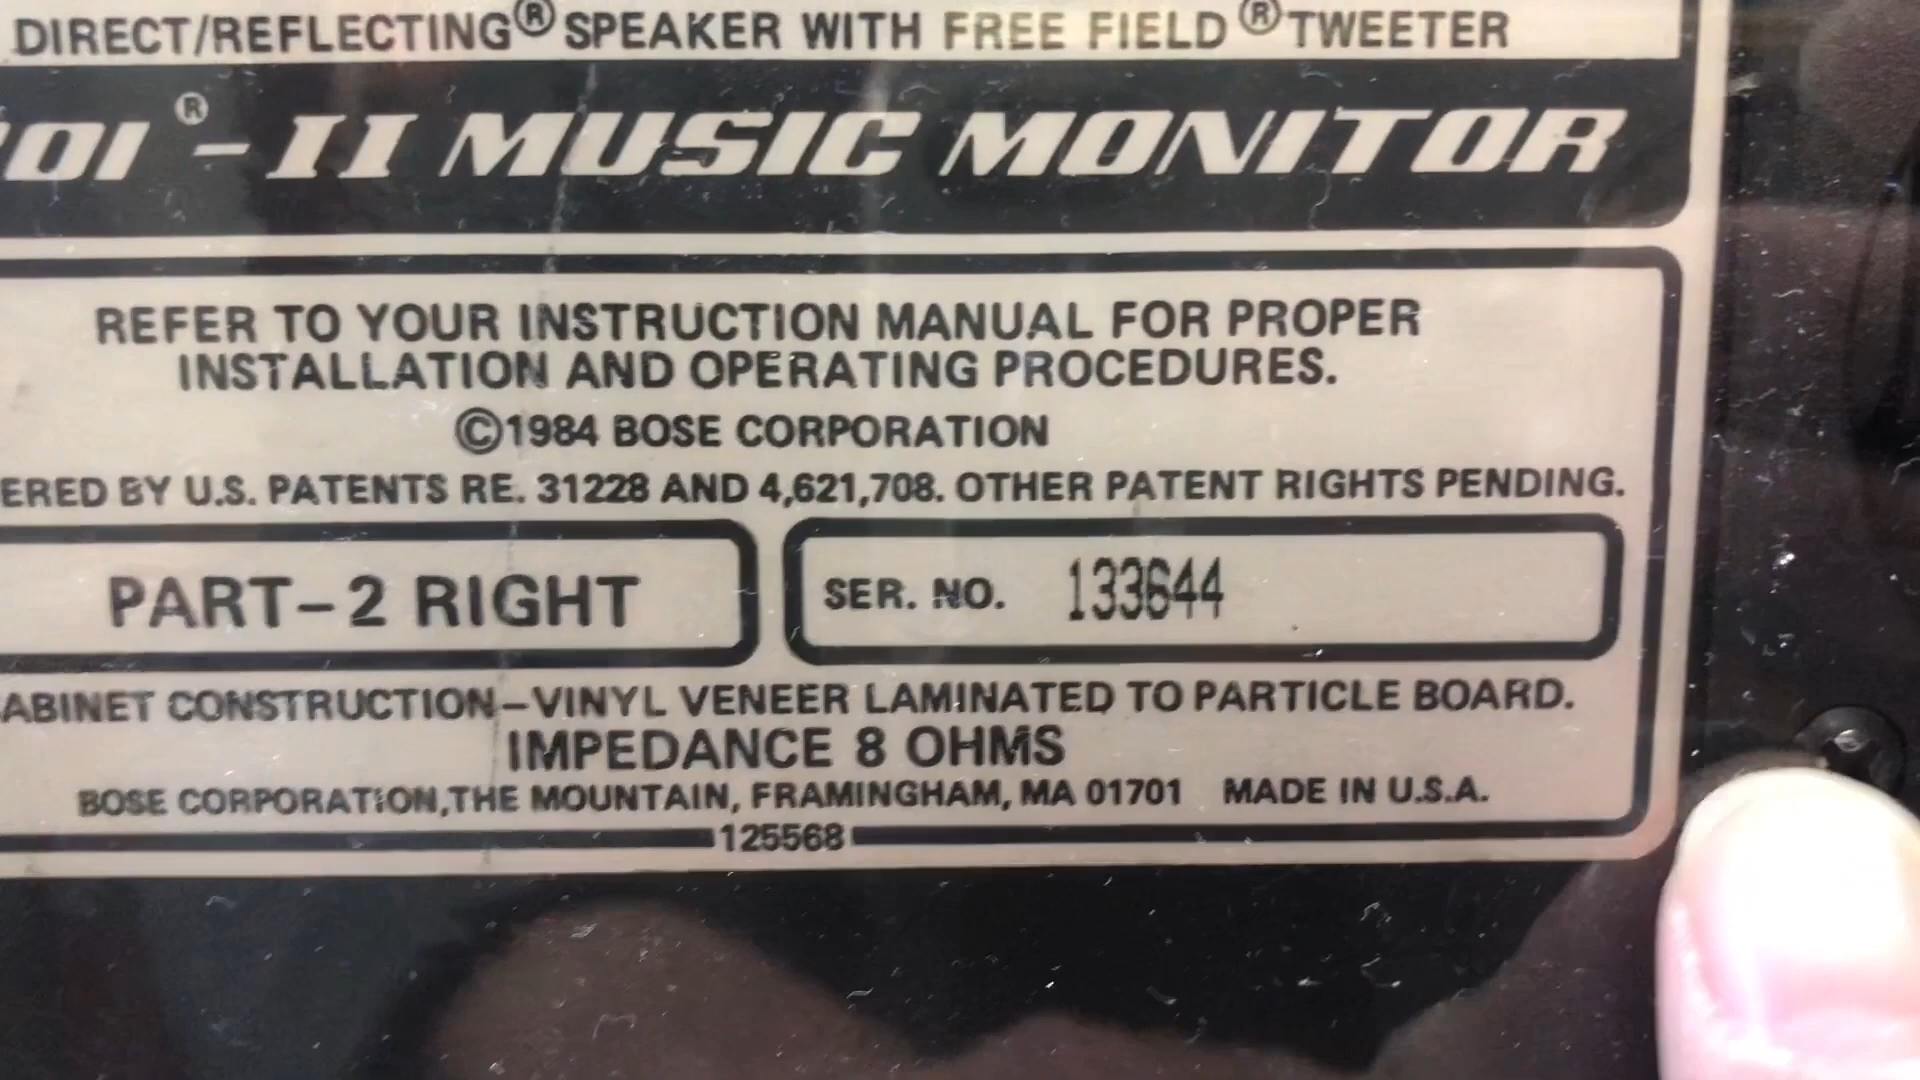 DIRECT/REFLECTING® SPEAKER WITH FREE FIELD® TWEETER
01®-II MUSIC MONITOR
REFER TO YOUR INSTRUCTION MANUAL FOR PROPER
INSTALLATION AND OPERATING PROCEDURES.
©1984 BOSE CORPORATION
ERED BY U.S. PATENTS RE. 31228 AND 4,621,708. OTHER PATENT RIGHTS PENDING.
PART-2 RIGHT
SER. NO. 133644
ABINET CONSTRUCTION-VINYL VENEER LAMINATED TO PARTICLE BOARD.
IMPEDANCE 8 OHMS
BOSE CORPORATION, THE MOUNTAIN, FRAMINGHAM, MA 01701 MADE IN U.S.A.
125568